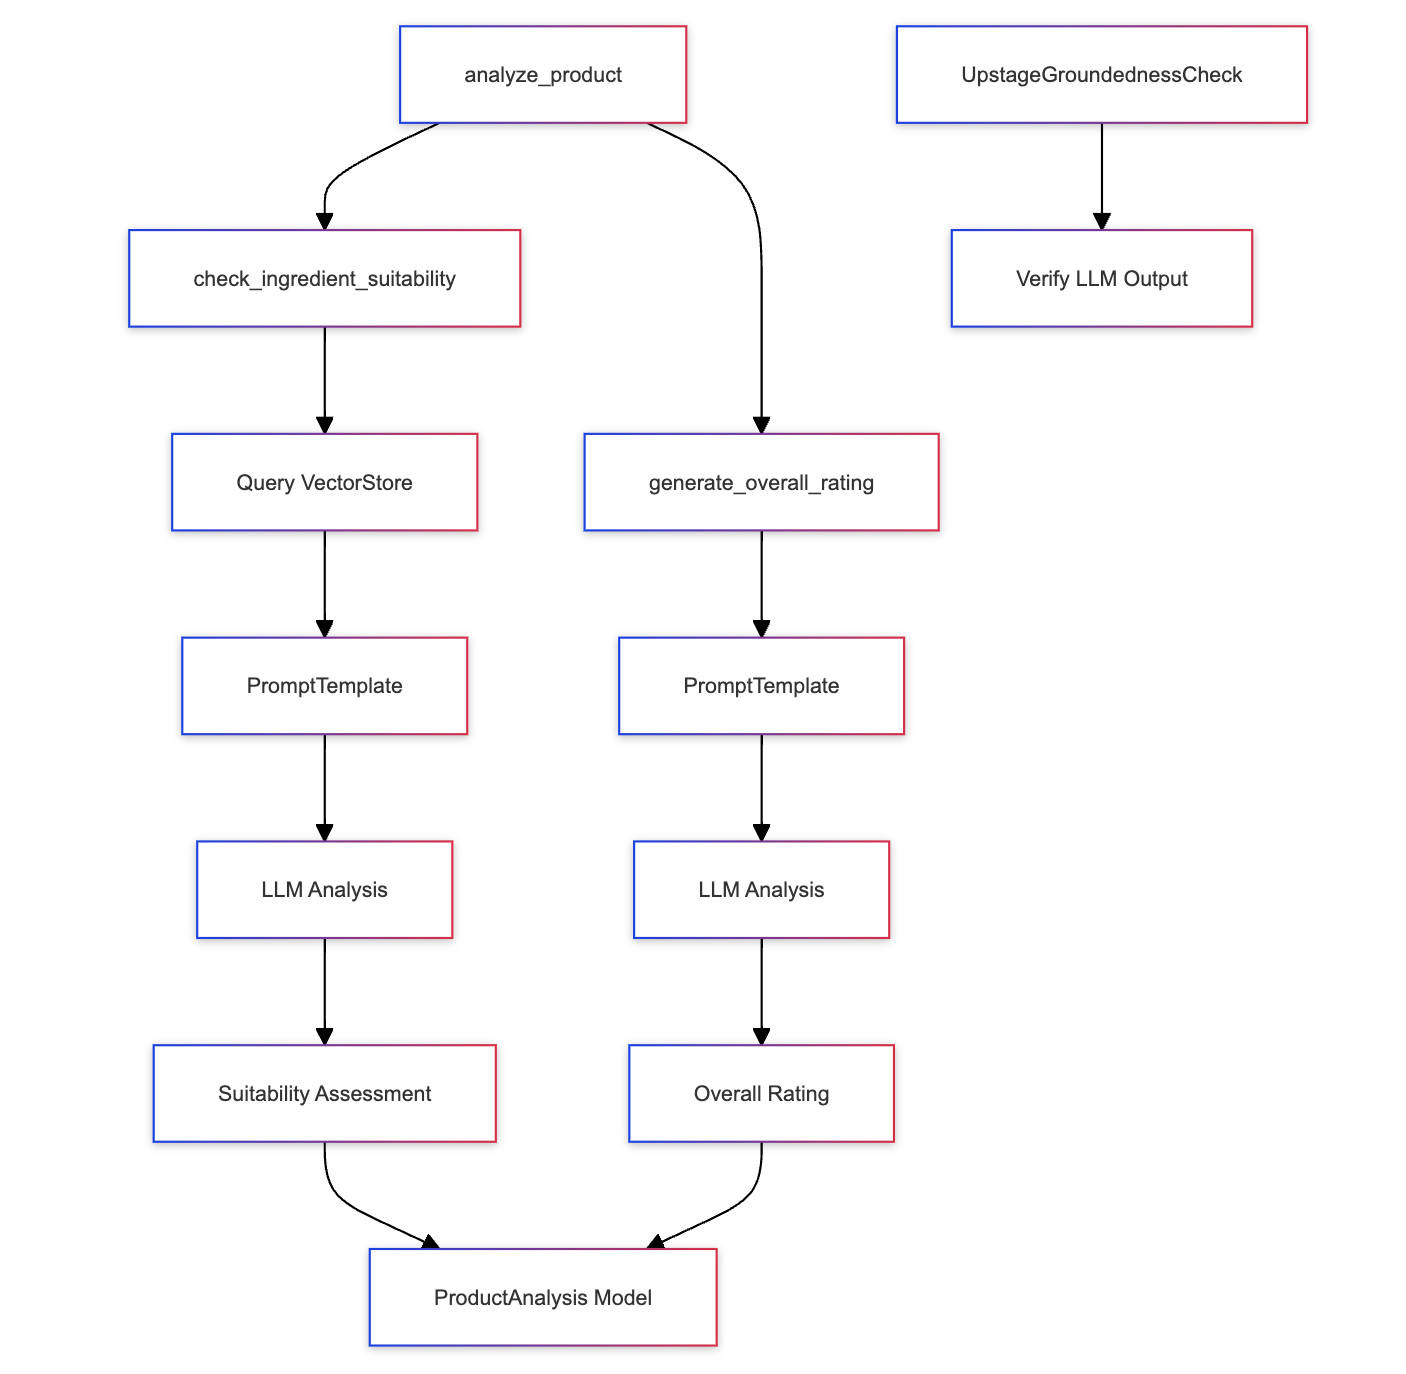 analyze_product
UpstageGroundednessCheck
check_ingredient_suitability
Verify LLM Output
Query VectorStore
generate_overall_rating
PromptTemplate
PromptTemplate
LLM Analysis
LLM Analysis
Suitability Assessment
Overall Rating
ProductAnalysis Model